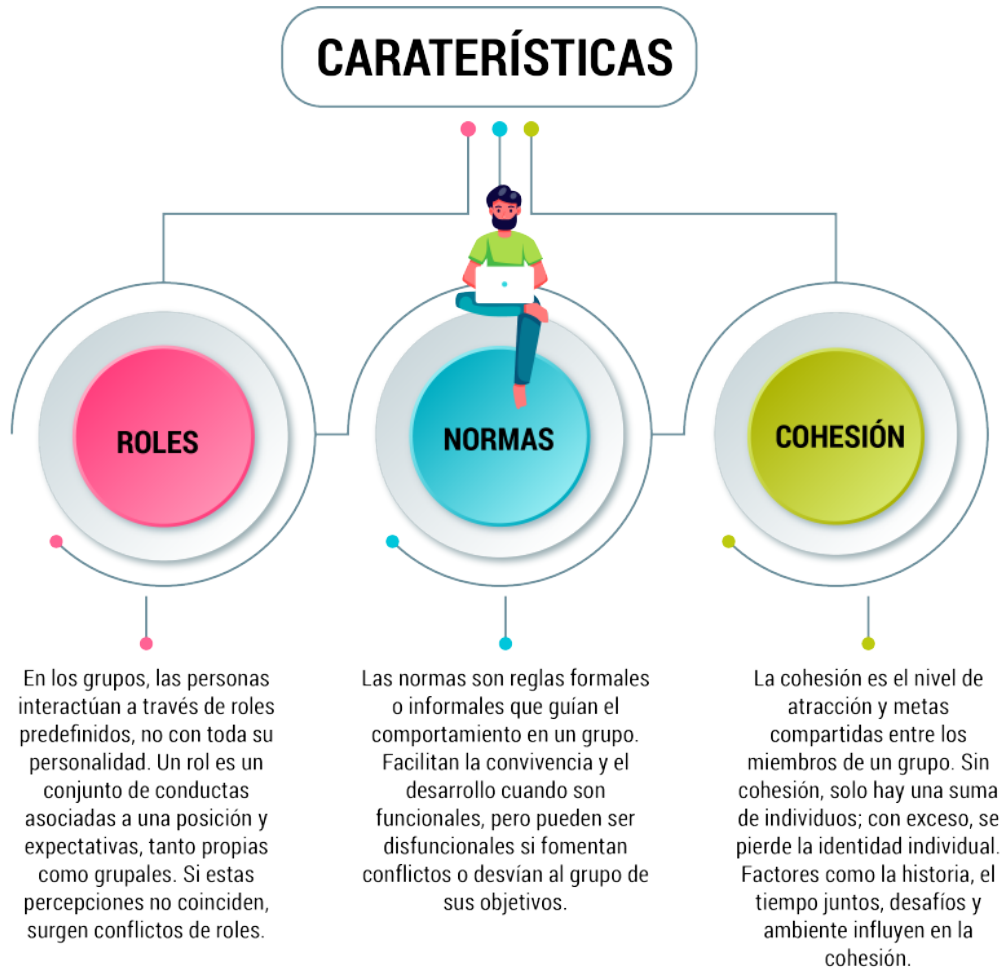 CARATERÍSTICAS
ROLES
NORMAS
COHESIÓN
En los grupos, las personas
interactúan a través de roles
predefinidos, no con toda su
personalidad. Un rol es un
conjunto de conductas
asociadas a una posición y
expectativas, tanto propias
como grupales. Si estas
percepciones no coinciden,
surgen conflictos de roles.
Las normas son reglas formales
o informales que guían el
comportamiento en un grupo.
Facilitan la convivencia y el
desarrollo cuando son
funcionales, pero pueden ser
disfuncionales si fomentan
conflictos o desvían al grupo de
sus objetivos.
La cohesión es el nivel de
atracción y metas
compartidas entre los
miembros de un grupo. Sin
cohesión, solo hay una suma
de individuos; con exceso, se
pierde la identidad individual.
Factores como la historia, el
tiempo juntos, desafíos y
ambiente influyen en la
cohesión.